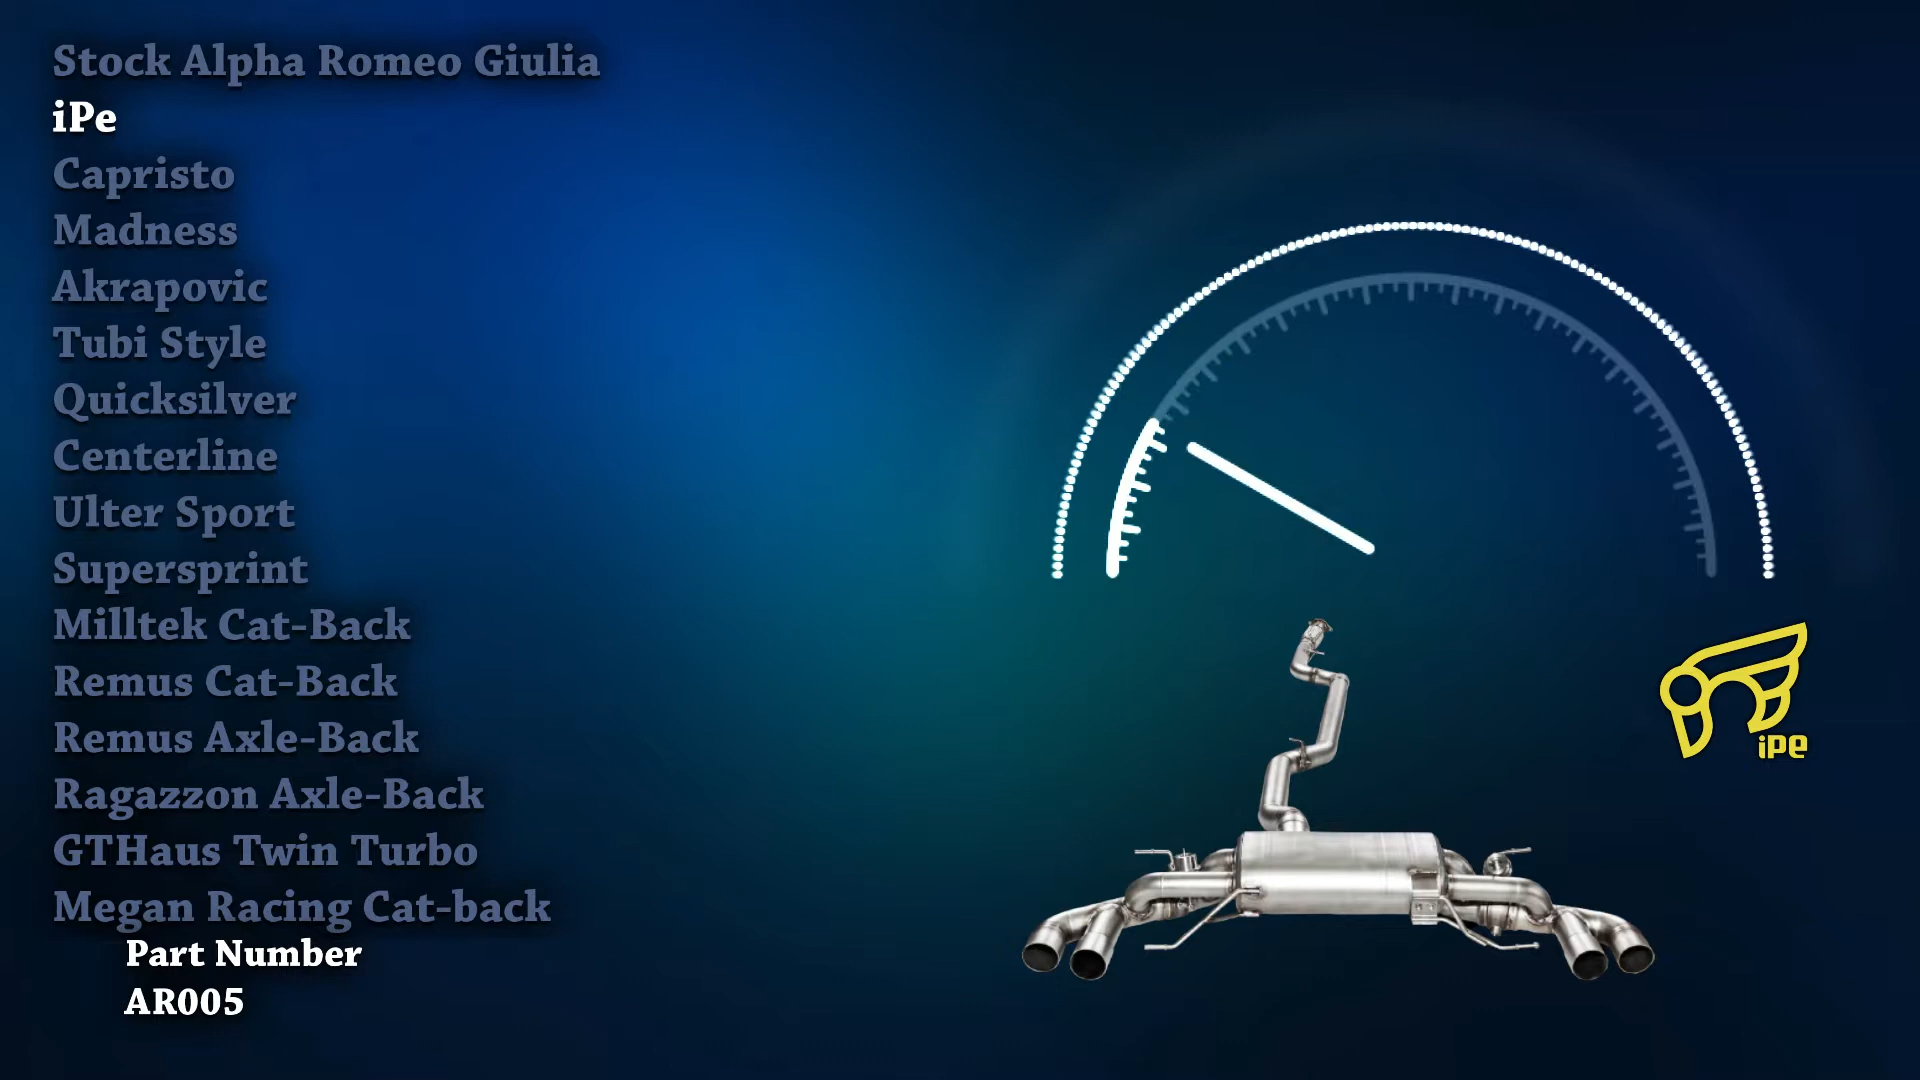 Stock Alpha Romeo Giulia
iPe
Capristo
Madness
Akrapovic
Tubi Style
Quicksilver
Centerline
Ulter Sport
Supersprint
Milltek Cat-Back
Remus Cat-Back
Remus Axle-Back
Ragazzon Axle-Back
GTHaus Twin Turbo
Megan Racing Cat-back
Part Number
AR005
iPe